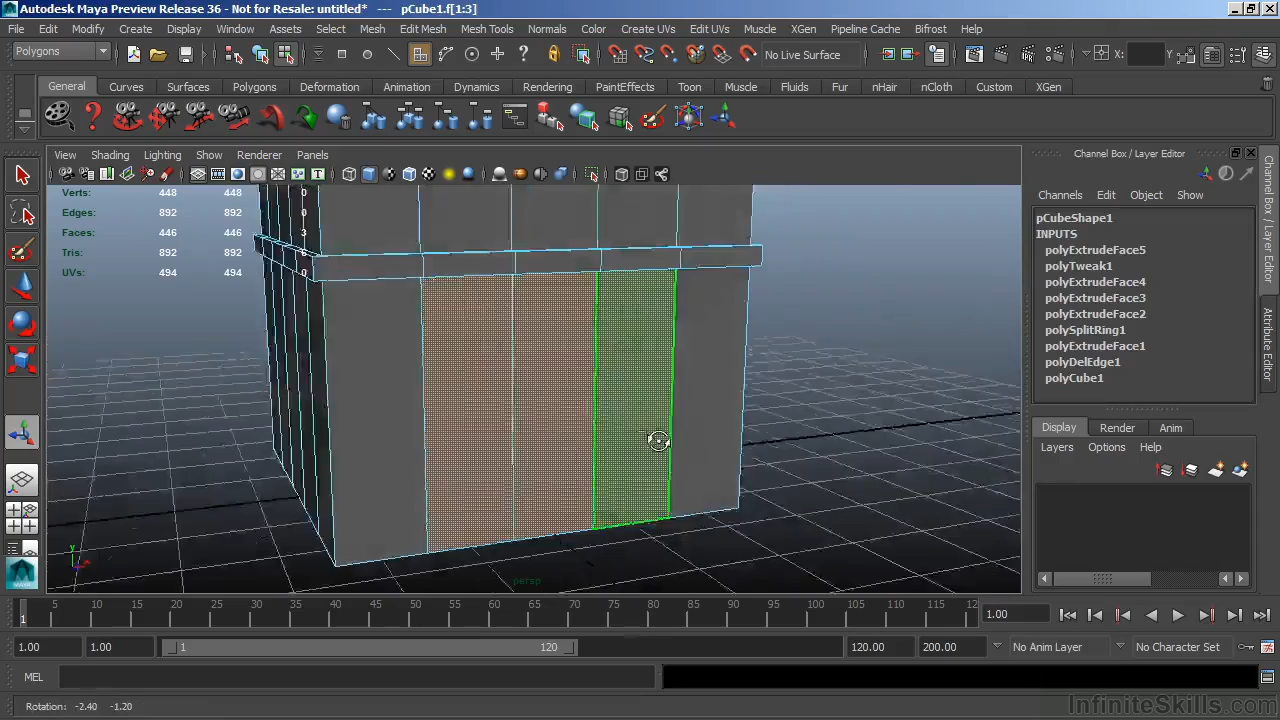 Autodesk Maya Preview Release 36 - Not for Resale: untitled* --- pCube1.f[1:3]
File Edit Modify Create Display Window Assets Select Mesh Edit Mesh Mesh Tools Normals Color Create UVs Edit UVs Muscle XGen Pipeline Cache Bifrost Help
Polygons No Live Surface X: Y:
General Curves Surfaces Polygons Deformation Animation Dynamics Rendering PaintEffects Toon Muscle Fluids Fur nHair nCloth Custom XGen
View Shading Lighting Show Renderer Panels
Channel Box / Layer Editor
Channels Edit Object Show
Verts: 448 448 0
Edges: 892 892 0
Faces: 446 446 3
Tris: 892 892 6
UVs: 494 494 0
pCubeShape1
INPUTS
polyExtrudeFace5
polyTweak1
polyExtrudeFace4
polyExtrudeFace3
polyExtrudeFace2
polySplitRing1
polyExtrudeFace1
polyDelEdge1
polyCube1
Channel Box / Layer Editor
Attribute Editor
Display Render Anim
Layers Options Help
y
persp
1 5 10 15 20 25 30 35 40 45 50 55 60 65 70 75 80 85 90 95 100 105 110 115 12
1.00
1.00 1.00 1 120 120.00 200.00 No Anim Layer No Character Set
MEL
Rotation: -2.40 -1.20
InfiniteSkills.com